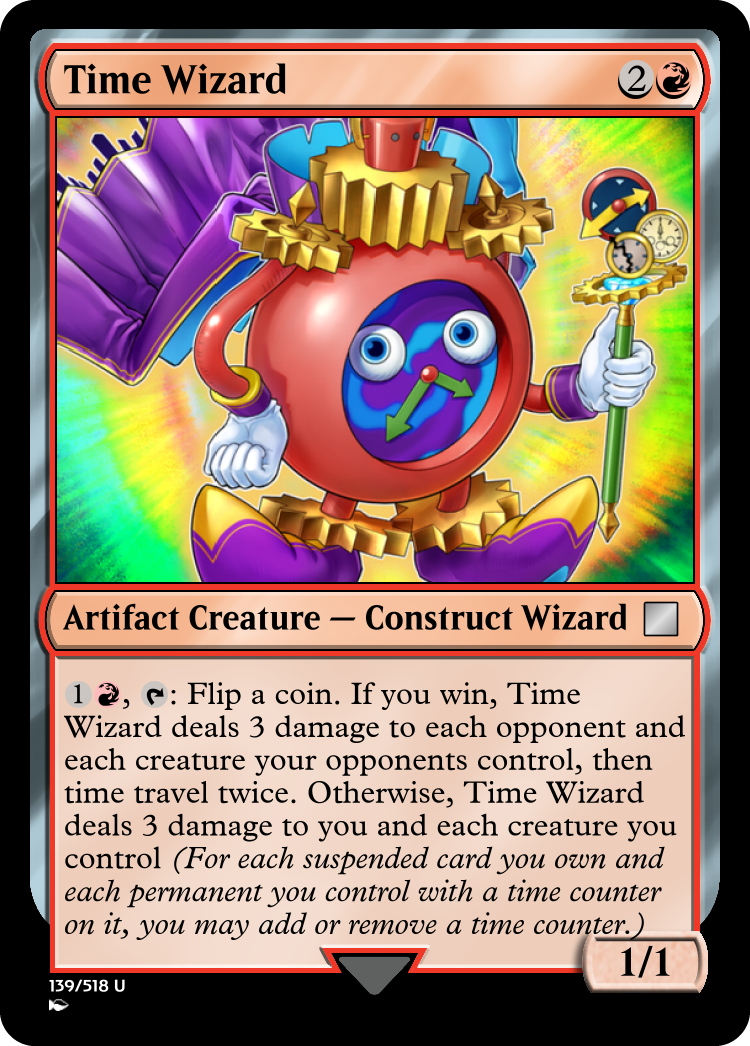 Time Wizard 2
Artifact Creature — Construct Wizard
1, : Flip a coin. If you win, Time
Wizard deals 3 damage to each opponent and
each creature your opponents control, then
time travel twice. Otherwise, Time Wizard
deals 3 damage to you and each creature you
control (For each suspended card you own and
each permanent you control with a time counter
on it, you may add or remove a time counter.)
1/1
139/518 U